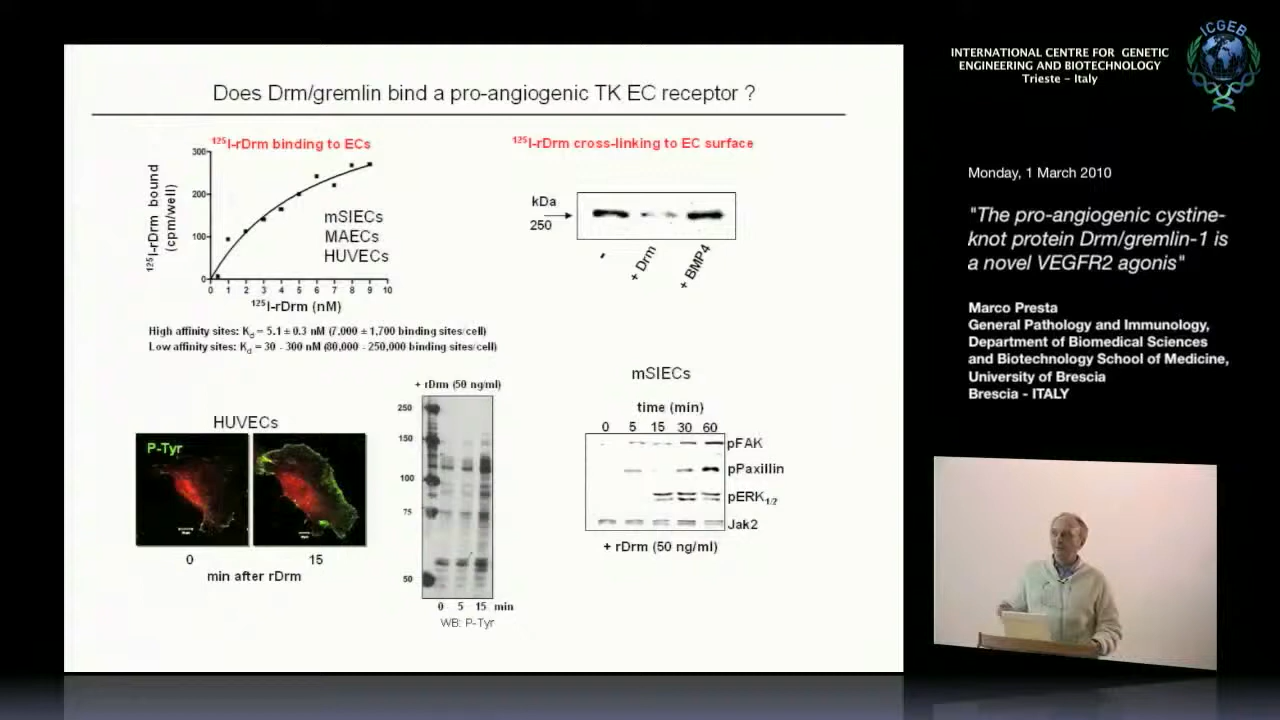 Does Drm/gremlin bind a pro-angiogenic TK EC receptor ?
125I-rDrm binding to ECs
125I-rDrm bound
(cpm/well)
300
200
100
0
mSIECs
MAECs
HUVECs
0 1 2 3 4 5 6 7 8 9 10
125I-rDrm (nM)
High affinity sites: Kd = 5.1 ± 0.3 nM (7,000 ± 1,700 binding sites/cell)
Low affinity sites: Kd = 30 - 300 nM (80,000 - 250,000 binding sites/cell)
125I-rDrm cross-linking to EC surface
kDa
250
- + Drm + BMP4
HUVECs
P-Tyr
0 15
min after rDrm
+ rDrm (50 ng/ml)
250
150
100
75
50
0 5 15 min
WB: P-Tyr
mSIECs
time (min)
0 5 15 30 60
pFAK
pPaxillin
pERK1/2
Jak2
+ rDrm (50 ng/ml)
INTERNATIONAL CENTRE FOR GENETIC
ENGINEERING AND BIOTECHNOLOGY
Trieste - Italy
ICGEB
Monday, 1 March 2010
"The pro-angiogenic cystine-
knot protein Drm/gremlin-1 is
a novel VEGFR2 agonis"
Marco Presta
General Pathology and Immunology,
Department of Biomedical Sciences
and Biotechnology School of Medicine,
University of Brescia
Brescia - ITALY